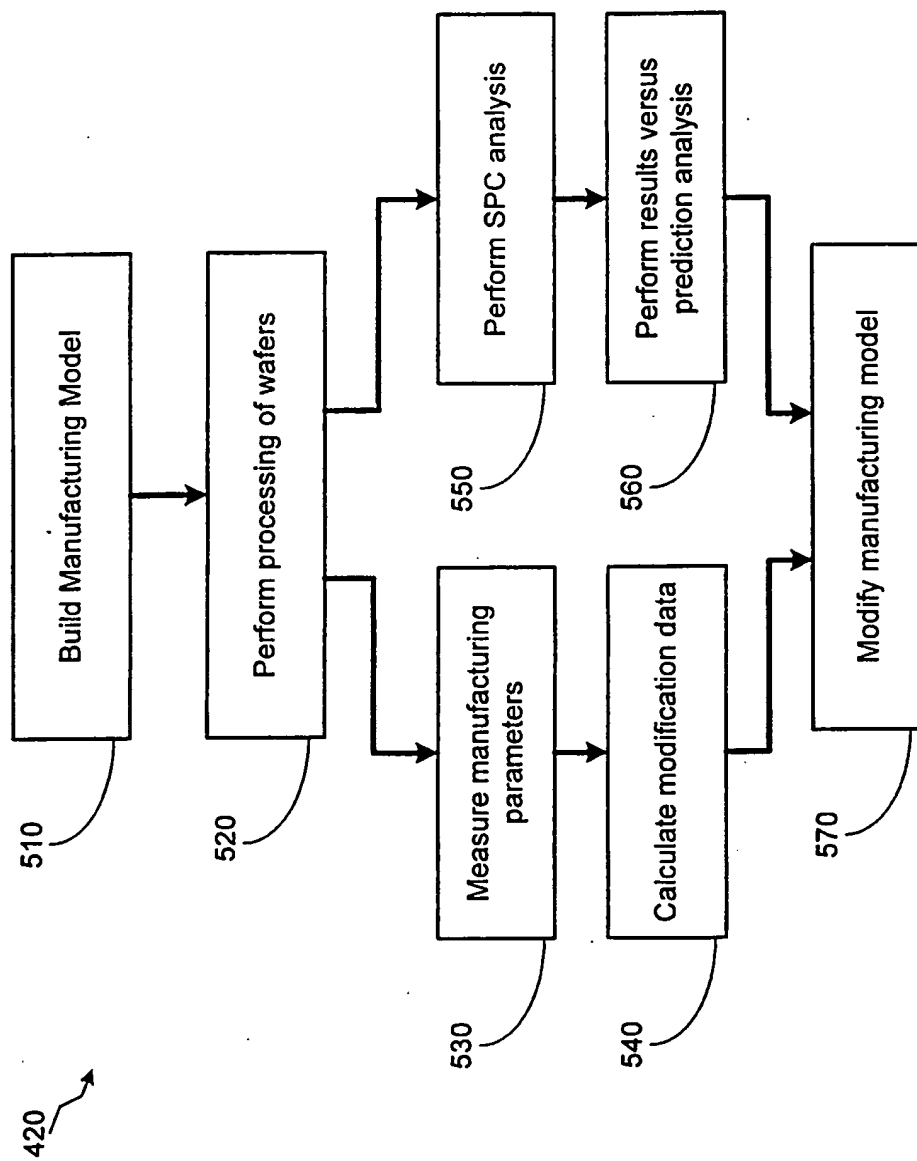 420
510
Build Manufacturing Model
520
Perform processing of wafers
530
Measure manufacturing
parameters
550
Perform SPC analysis
540
Calculate modification data
560
Perform results versus
prediction analysis
570
Modify manufacturing model